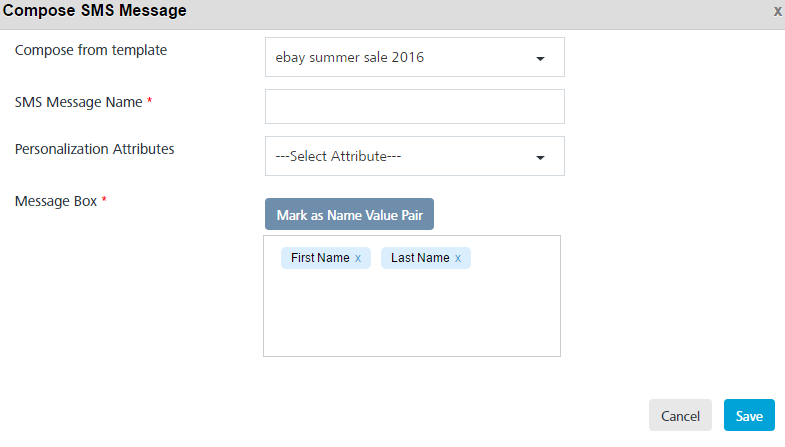 Compose SMS Message x
Compose from template ebay summer sale 2016
SMS Message Name *
Personalization Attributes ---Select Attribute---
Message Box * Mark as Name Value Pair
First Name x Last Name x
Cancel Save